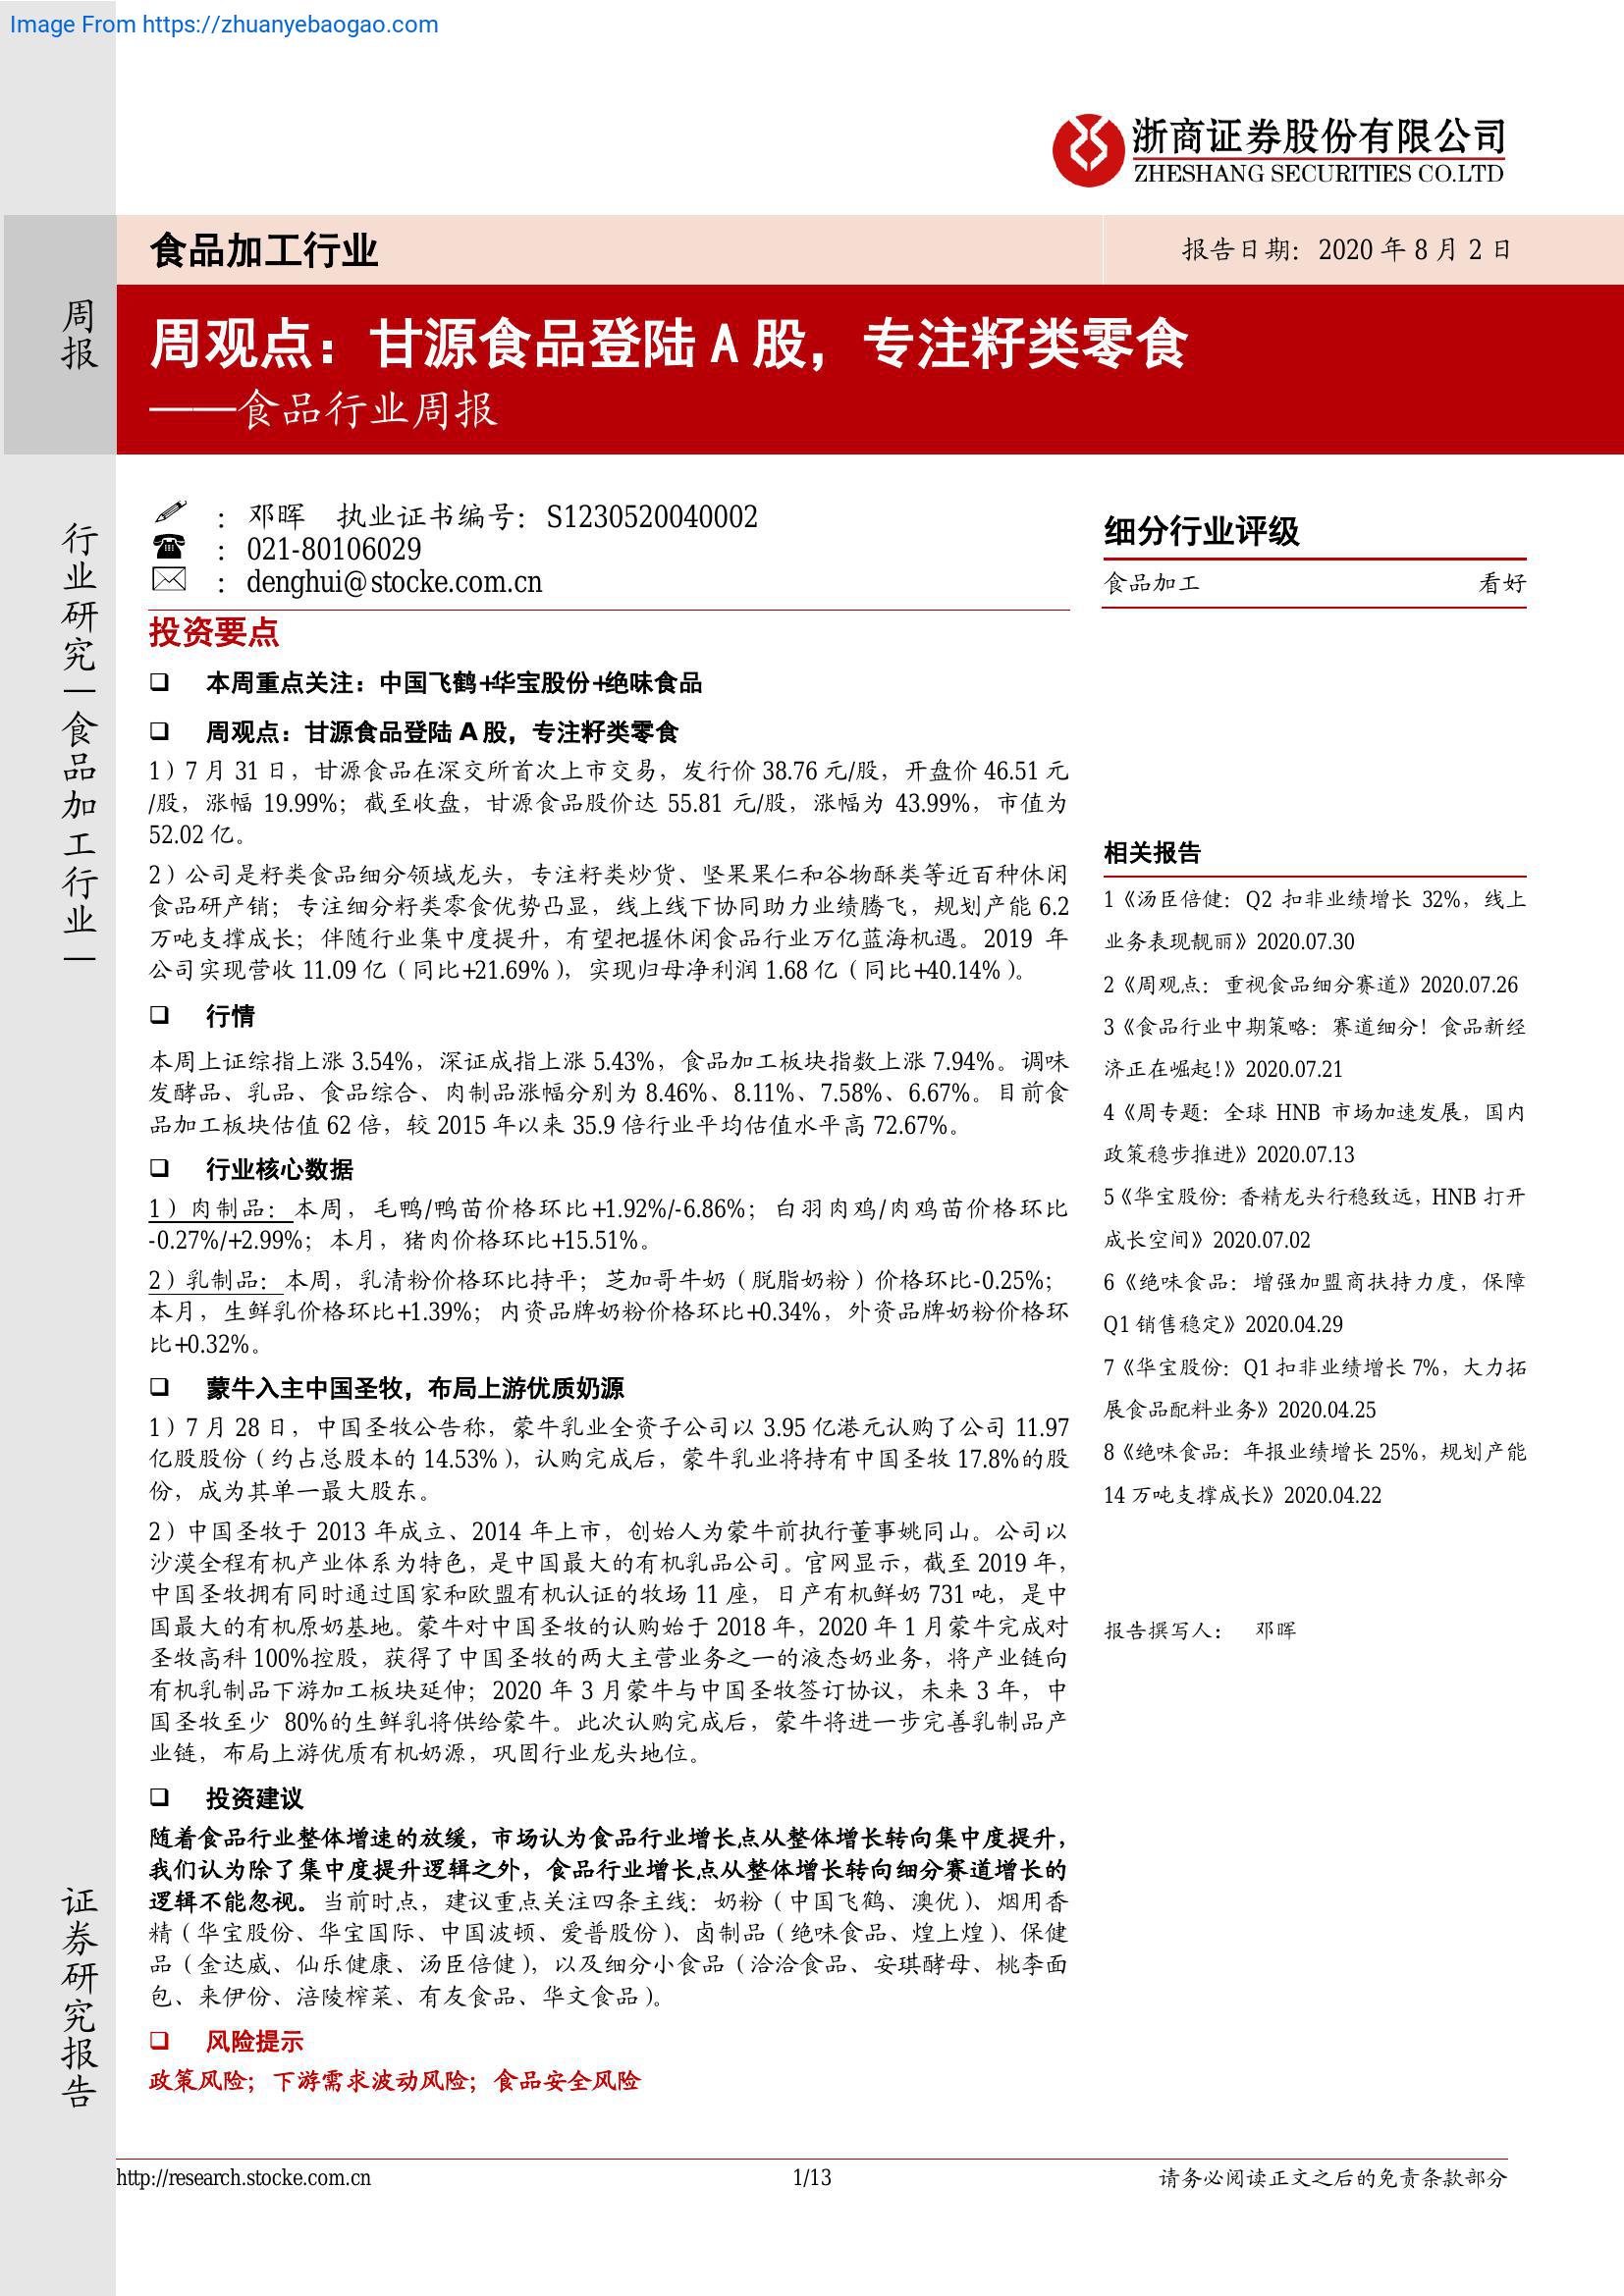 Image From https://zhuanyebaogao.com
浙商证券股份有限公司
ZHESHANG SECURITIES CO.LTD
食品加工行业
报告日期：2020 年 8 月 2 日
周报
周观点：甘源食品登陆 A 股，专注籽类零食
——食品行业周报
行业研究—食品加工行业—
证券研究报告
： 邓晖 执业证书编号：S1230520040002
： 021-80106029
： denghui@stocke.com.cn
投资要点
❑ 本周重点关注：中国飞鹤+华宝股份+绝味食品
❑ 周观点：甘源食品登陆 A 股，专注籽类零食
1）7 月 31 日，甘源食品在深交所首次上市交易，发行价 38.76 元/股，开盘价 46.51 元
/股，涨幅 19.99%；截至收盘，甘源食品股价达 55.81 元/股，涨幅为 43.99%，市值为
52.02 亿。
2）公司是籽类食品细分领域龙头，专注籽类炒货、坚果果仁和谷物酥类等近百种休闲
食品研产销；专注细分籽类零食优势凸显，线上线下协同助力业绩腾飞，规划产能 6.2
万吨支撑成长；伴随行业集中度提升，有望把握休闲食品行业万亿蓝海机遇。2019 年
公司实现营收 11.09 亿（同比+21.69%），实现归母净利润 1.68 亿（同比+40.14%）。
❑ 行情
本周上证综指上涨 3.54%，深证成指上涨 5.43%，食品加工板块指数上涨 7.94%。调味
发酵品、乳品、食品综合、肉制品涨幅分别为 8.46%、8.11%、7.58%、6.67%。目前食
品加工板块估值 62 倍，较 2015 年以来 35.9 倍行业平均估值水平高 72.67%。
❑ 行业核心数据
1）肉制品：本周，毛鸭/鸭苗价格环比+1.92%/-6.86%；白羽肉鸡/肉鸡苗价格环比
-0.27%/+2.99%；本月，猪肉价格环比+15.51%。
2）乳制品：本周，乳清粉价格环比持平；芝加哥牛奶（脱脂奶粉）价格环比-0.25%；
本月，生鲜乳价格环比+1.39%；内资品牌奶粉价格环比+0.34%，外资品牌奶粉价格环
比+0.32%。
❑ 蒙牛入主中国圣牧，布局上游优质奶源
1）7 月 28 日，中国圣牧公告称，蒙牛乳业全资子公司以 3.95 亿港元认购了公司 11.97
亿股股份（约占总股本的 14.53%），认购完成后，蒙牛乳业将持有中国圣牧 17.8%的股
份，成为其单一最大股东。
2）中国圣牧于 2013 年成立、2014 年上市，创始人为蒙牛前执行董事姚同山。公司以
沙漠全程有机产业体系为特色，是中国最大的有机乳品公司。官网显示，截至 2019 年，
中国圣牧拥有同时通过国家和欧盟有机认证的牧场 11 座，日产有机鲜奶 731 吨，是中
国最大的有机原奶基地。蒙牛对中国圣牧的认购始于 2018 年，2020 年 1 月蒙牛完成对
圣牧高科 100%控股，获得了中国圣牧的两大主营业务之一的液态奶业务，将产业链向
有机乳制品下游加工板块延伸；2020 年 3 月蒙牛与中国圣牧签订协议，未来 3 年，中
国圣牧至少 80%的生鲜乳将供给蒙牛。此次认购完成后，蒙牛将进一步完善乳制品产
业链，布局上游优质有机奶源，巩固行业龙头地位。
❑ 投资建议
随着食品行业整体增速的放缓，市场认为食品行业增长点从整体增长转向集中度提升，
我们认为除了集中度提升逻辑之外，食品行业增长点从整体增长转向细分赛道增长的
逻辑不能忽视。当前时点，建议重点关注四条主线：奶粉（中国飞鹤、澳优）、烟用香
精（华宝股份、华宝国际、中国波顿、爱普股份）、卤制品（绝味食品、煌上煌）、保健
品（金达威、仙乐健康、汤臣倍健），以及细分小食品（洽洽食品、安琪酵母、桃李面
包、来伊份、涪陵榨菜、有友食品、华文食品）。
❑ 风险提示
政策风险；下游需求波动风险；食品安全风险
细分行业评级
食品加工 看好
相关报告
1《汤臣倍健：Q2 扣非业绩增长 32%，线上
业务表现靓丽》2020.07.30
2《周观点：重视食品细分赛道》2020.07.26
3《食品行业中期策略：赛道细分！食品新经
济正在崛起!》2020.07.21
4《周专题：全球 HNB 市场加速发展，国内
政策稳步推进》2020.07.13
5《华宝股份：香精龙头行稳致远，HNB 打开
成长空间》2020.07.02
6《绝味食品：增强加盟商扶持力度，保障
Q1 销售稳定》2020.04.29
7《华宝股份：Q1 扣非业绩增长 7%，大力拓
展食品配料业务》2020.04.25
8《绝味食品：年报业绩增长 25%，规划产能
14 万吨支撑成长》2020.04.22
报告撰写人： 邓晖
http://research.stocke.com.cn
1/13
请务必阅读正文之后的免责条款部分